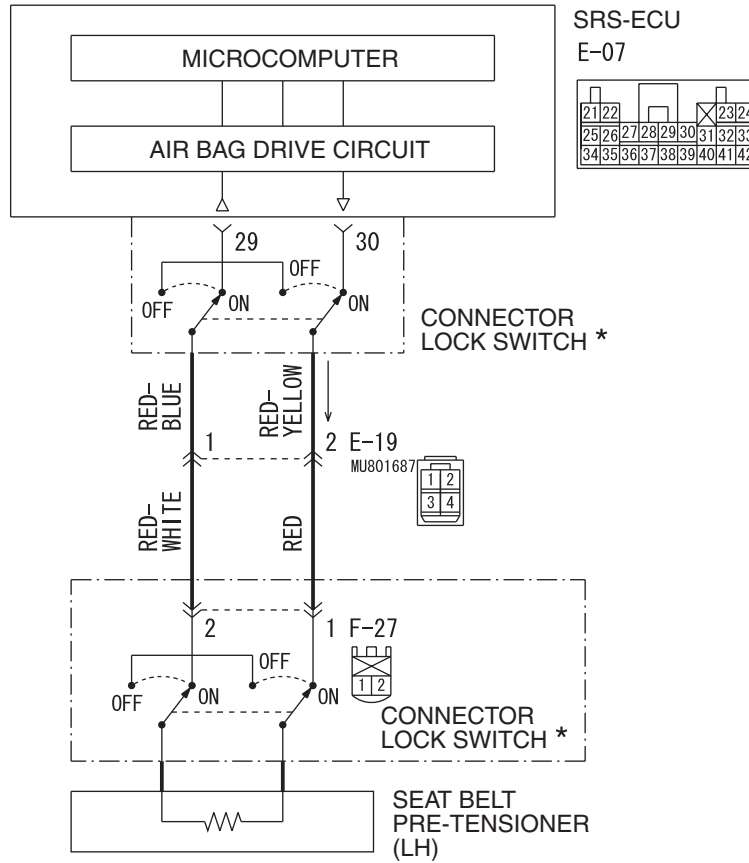 SRS-ECU
E-07
MICROCOMPUTER
AIR BAG DRIVE CIRCUIT
21 22 23 24
25 26 27 28 29 30 31 32 33
34 35 36 37 38 39 40 41 42
29 30
OFF ON OFF ON
CONNECTOR
LOCK SWITCH *
RED-
BLUE
RED-
YELLOW
1 2 E-19
MU801687
1 2
3 4
RED-
WHITE
RED
2 1 F-27
1 2
OFF ON OFF ON
CONNECTOR
LOCK SWITCH *
SEAT BELT
PRE-TENSIONER
(LH)